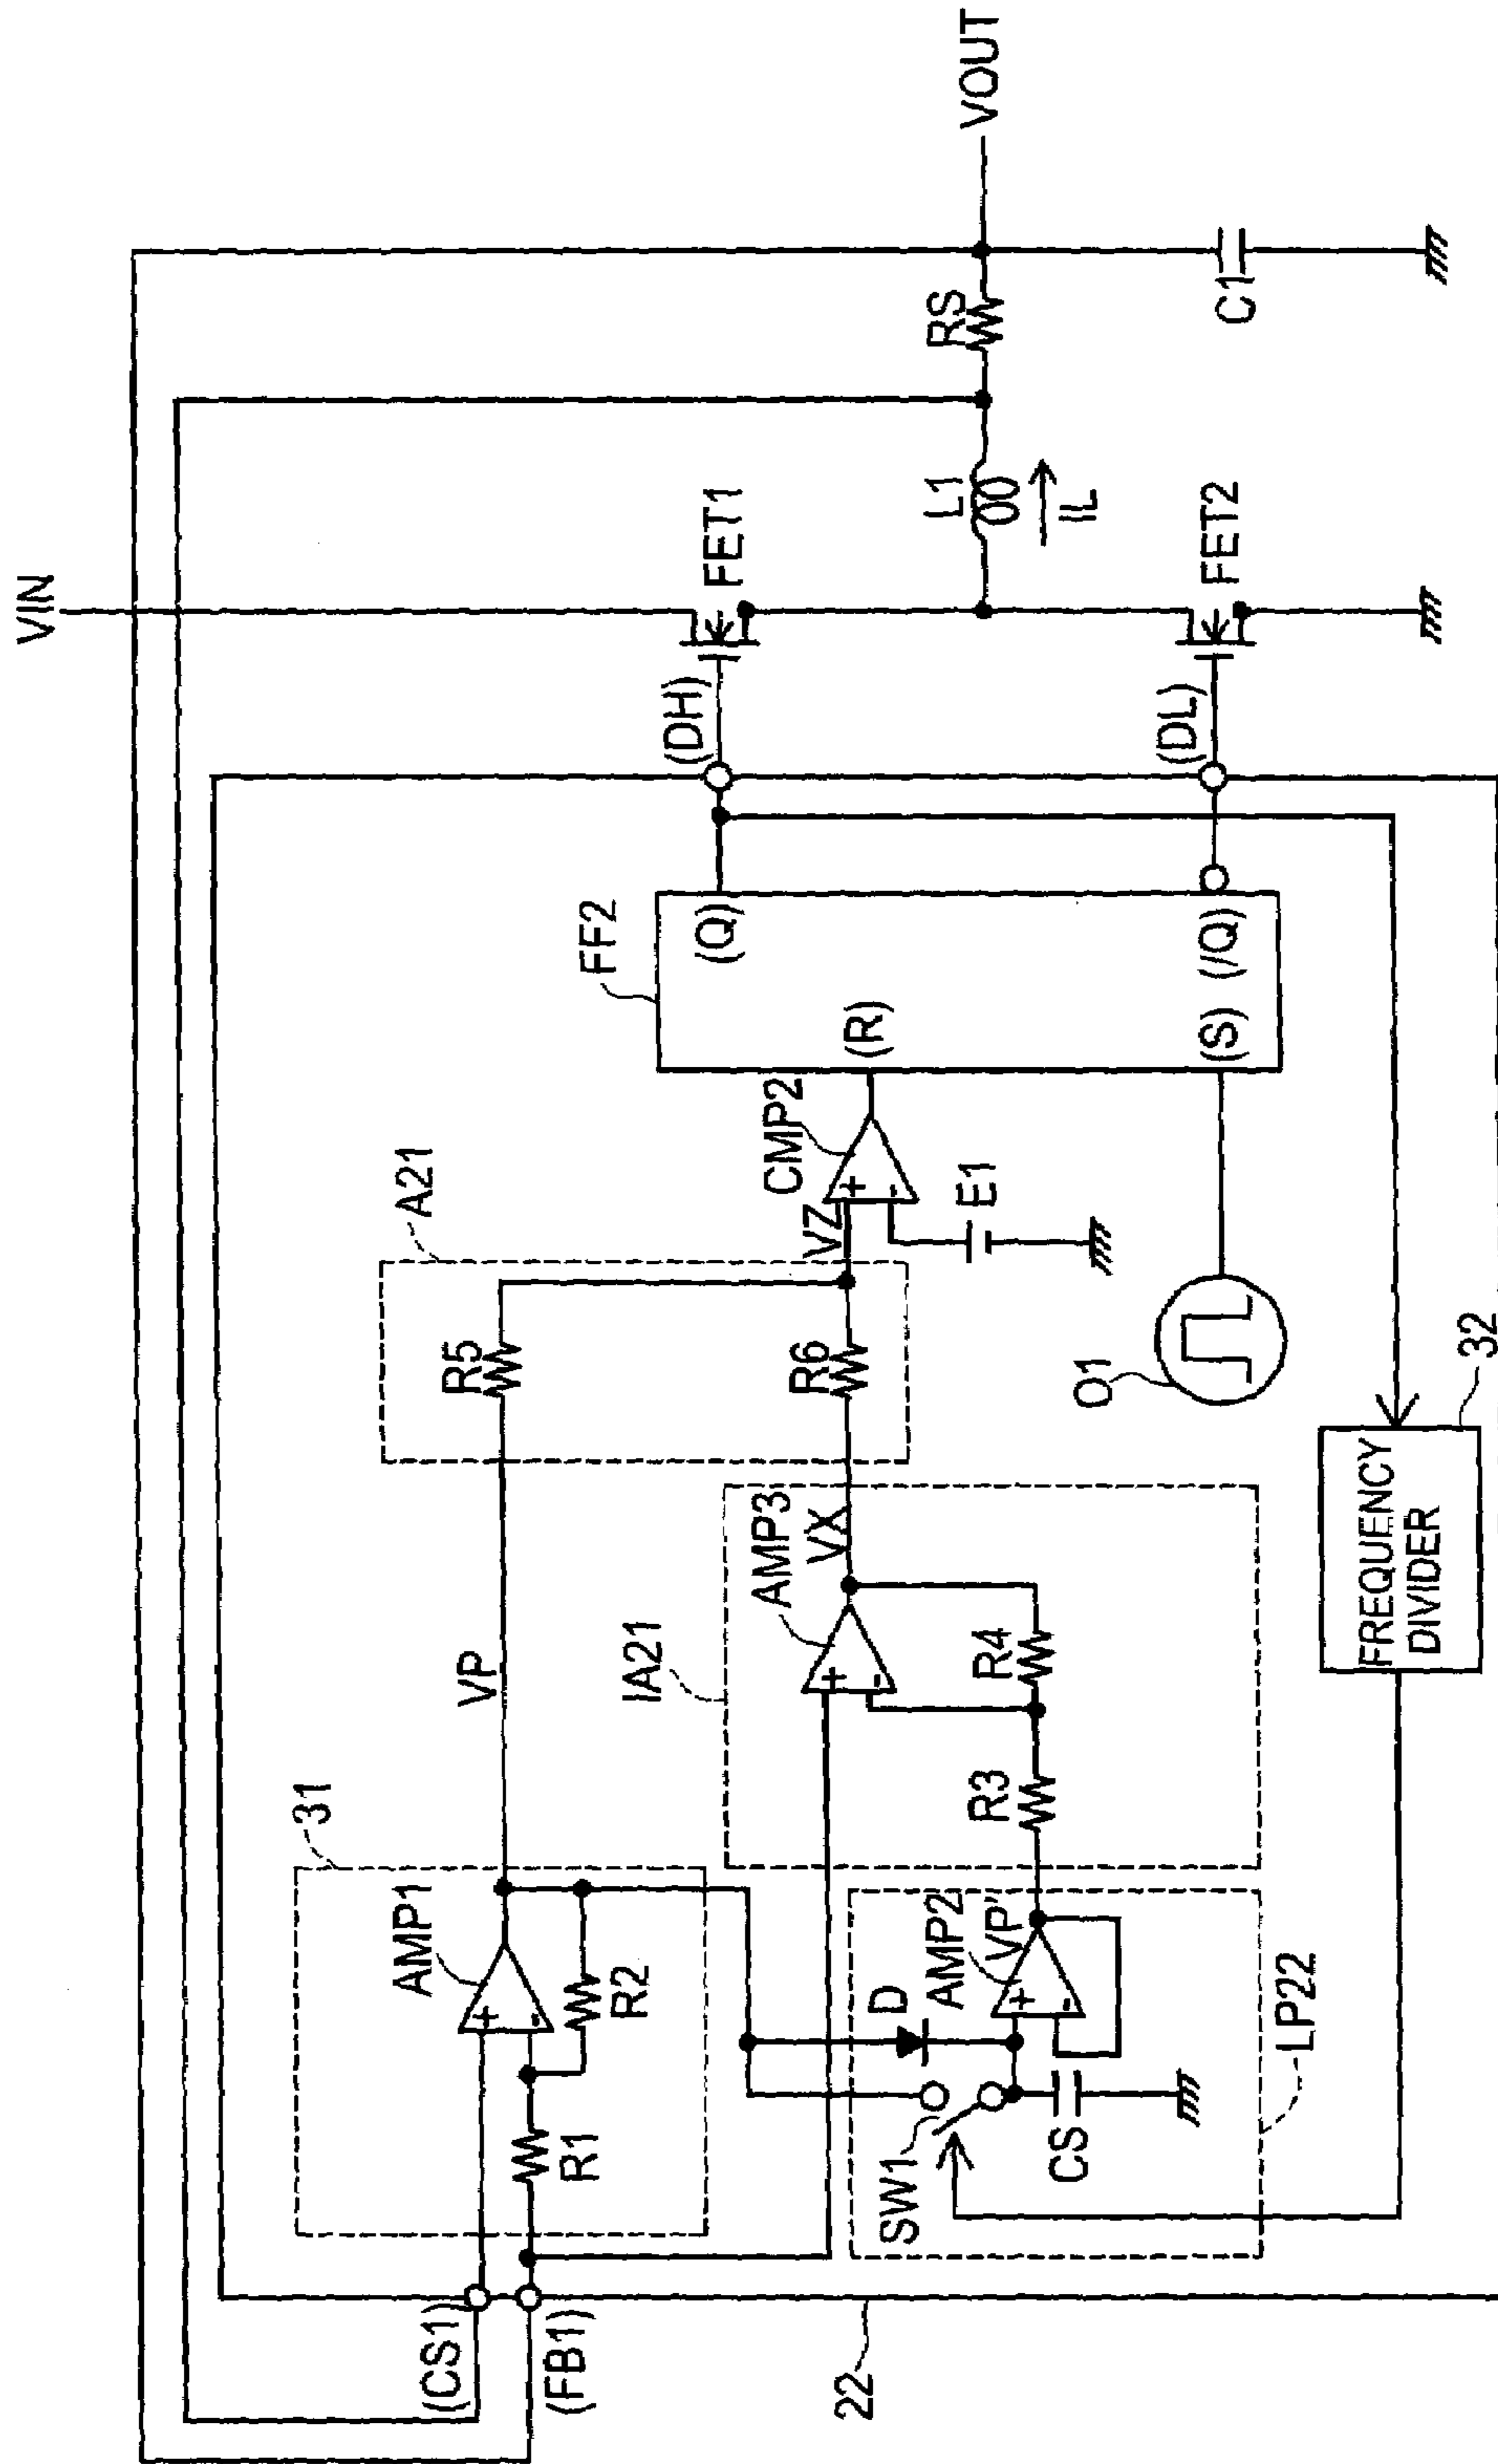 VIN
VOUT
RS
C1
L1
IL
FET1
FET2
(DH)
(DL)
FF2
(Q)
(R)
(S)
(/Q)
A21
R5
R6
VZ
CMP2
E1
O1
32
FREQUENCY
DIVIDER
VP
IA21
AMP3
VX
R3
R4
31
AMP1
R1
R2
D
AMP2
VP'
SW1
CS
LP22
(CS1)
(FB1)
22
+
-
+
-
+
-
+
-